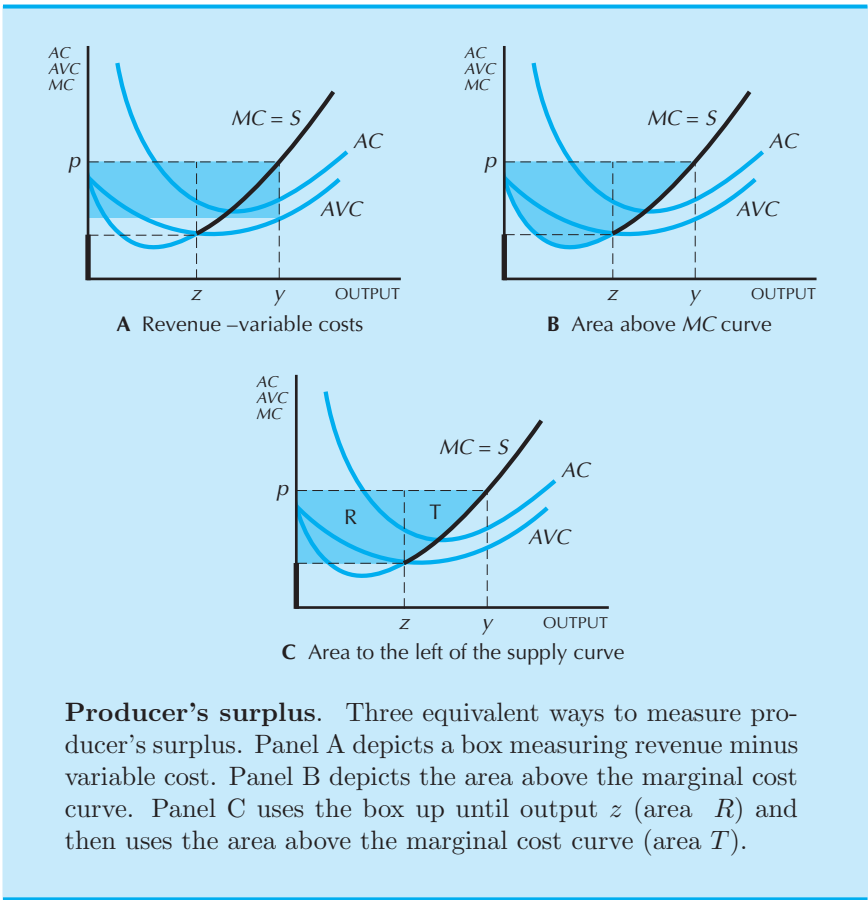 AC
AVC
MC
MC = S
AC
p
AVC
z
y
OUTPUT
A Revenue –variable costs
AC
AVC
MC
MC = S
AC
p
AVC
z
y
OUTPUT
B Area above MC curve
AC
AVC
MC
MC = S
AC
p
R
T
AVC
z
y
OUTPUT
C Area to the left of the supply curve
Producer's surplus. Three equivalent ways to measure pro-
ducer's surplus. Panel A depicts a box measuring revenue minus
variable cost. Panel B depicts the area above the marginal cost
curve. Panel C uses the box up until output z (area R) and
then uses the area above the marginal cost curve (area T).